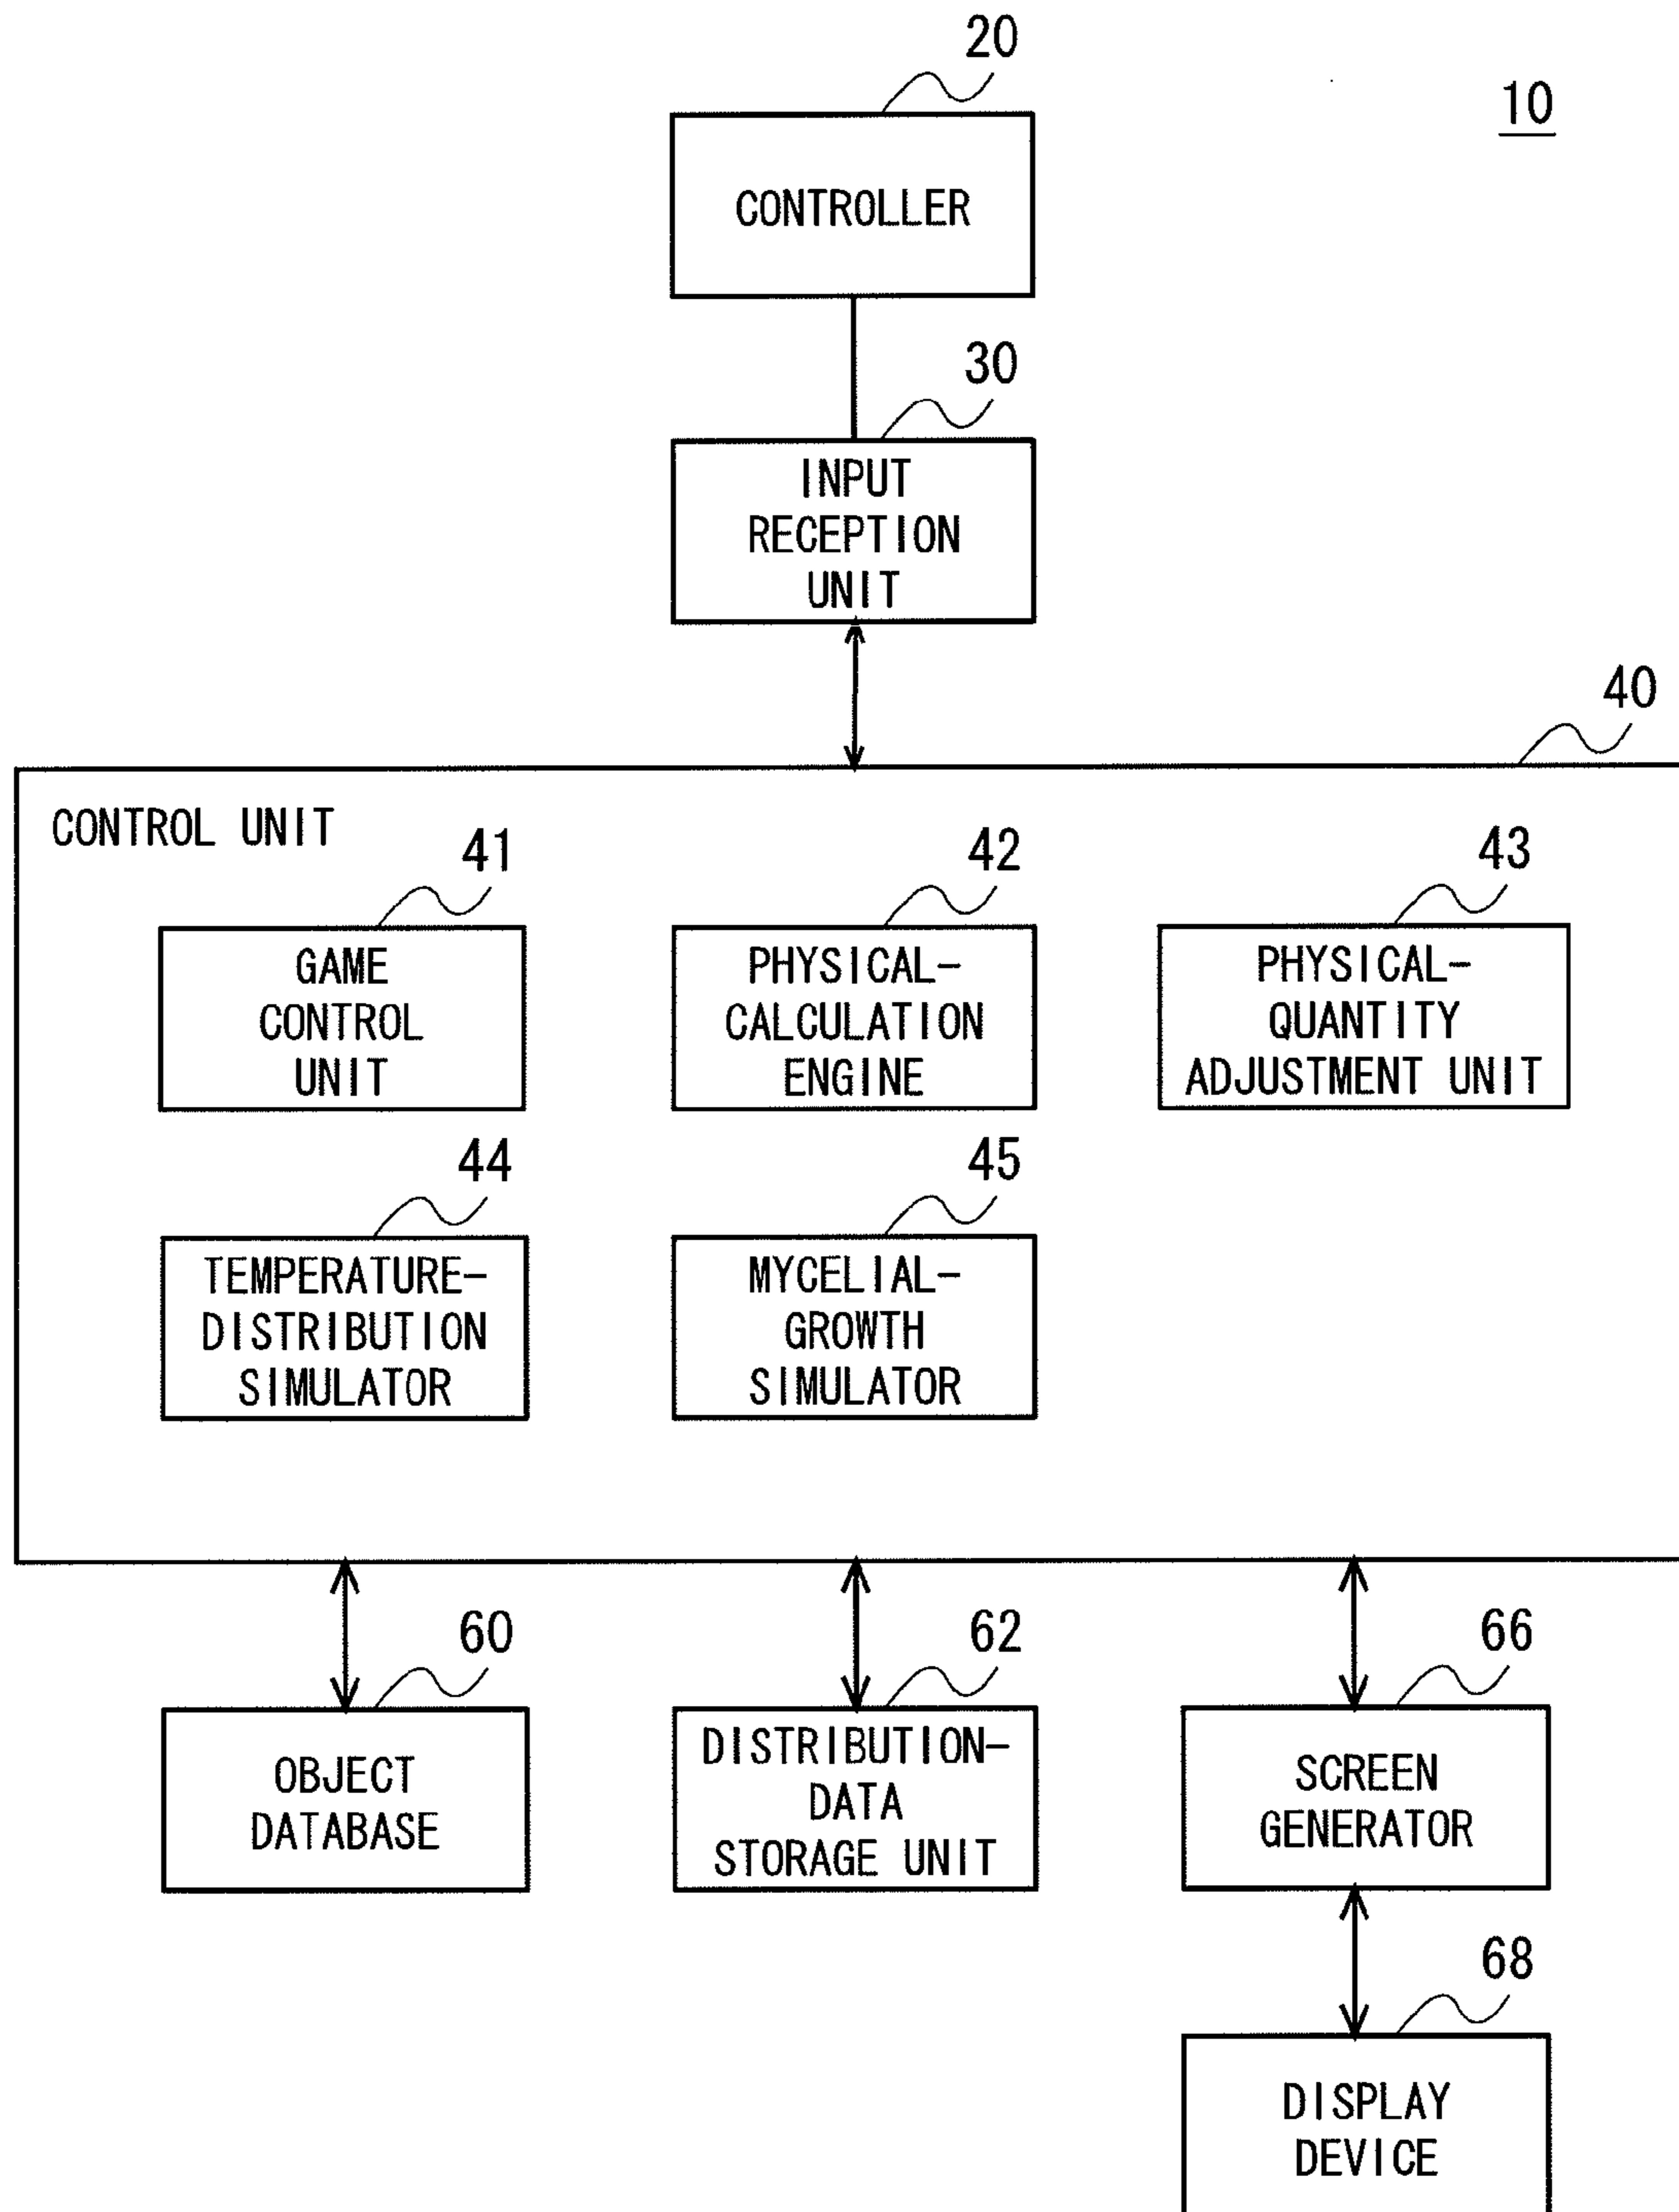 20
10
CONTROLLER
30
INPUT
RECEPTION
UNIT
40
CONTROL UNIT
41
42
43
GAME
CONTROL
UNIT
PHYSICAL-
CALCULATION
ENGINE
PHYSICAL-
QUANTITY
ADJUSTMENT UNIT
44
45
TEMPERATURE-
DISTRIBUTION
SIMULATOR
MYCELIAL-
GROWTH
SIMULATOR
60
62
66
OBJECT
DATABASE
DISTRIBUTION-
DATA
STORAGE UNIT
SCREEN
GENERATOR
68
DISPLAY
DEVICE